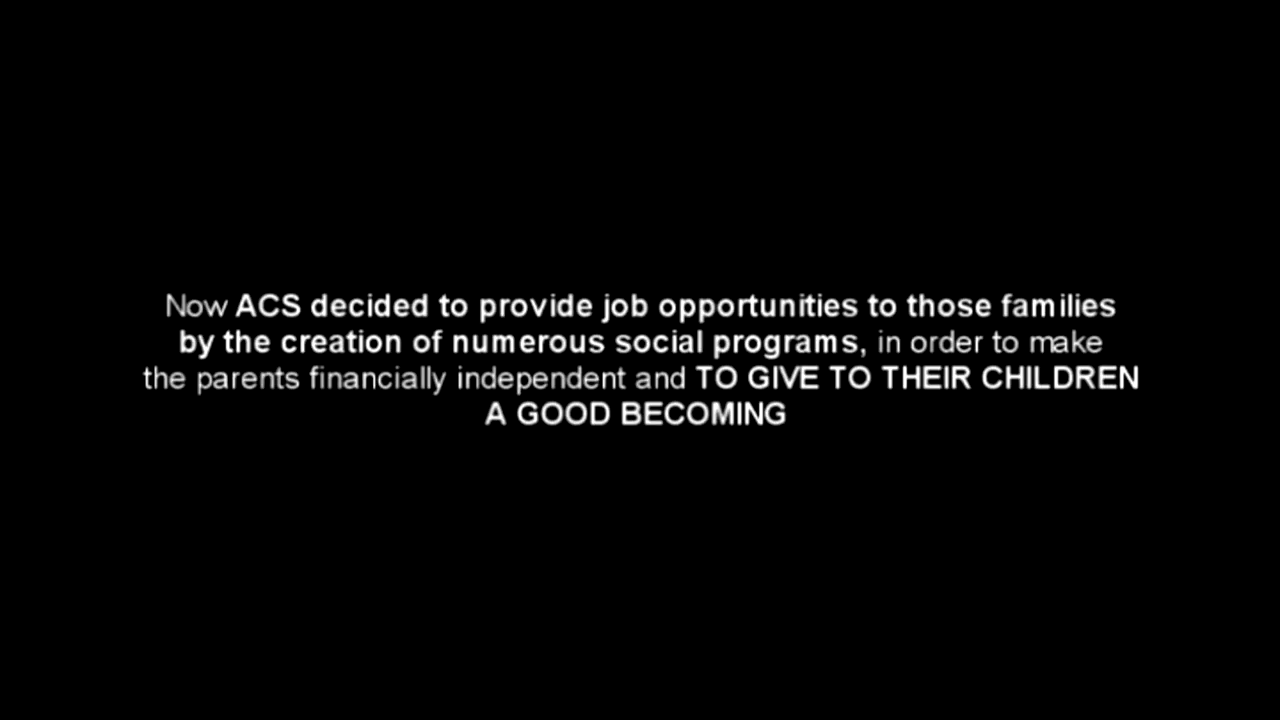 Now ACS decided to provide job opportunities to those families
by the creation of numerous social programs, in order to make
the parents financially independent and TO GIVE TO THEIR CHILDREN
A GOOD BECOMING